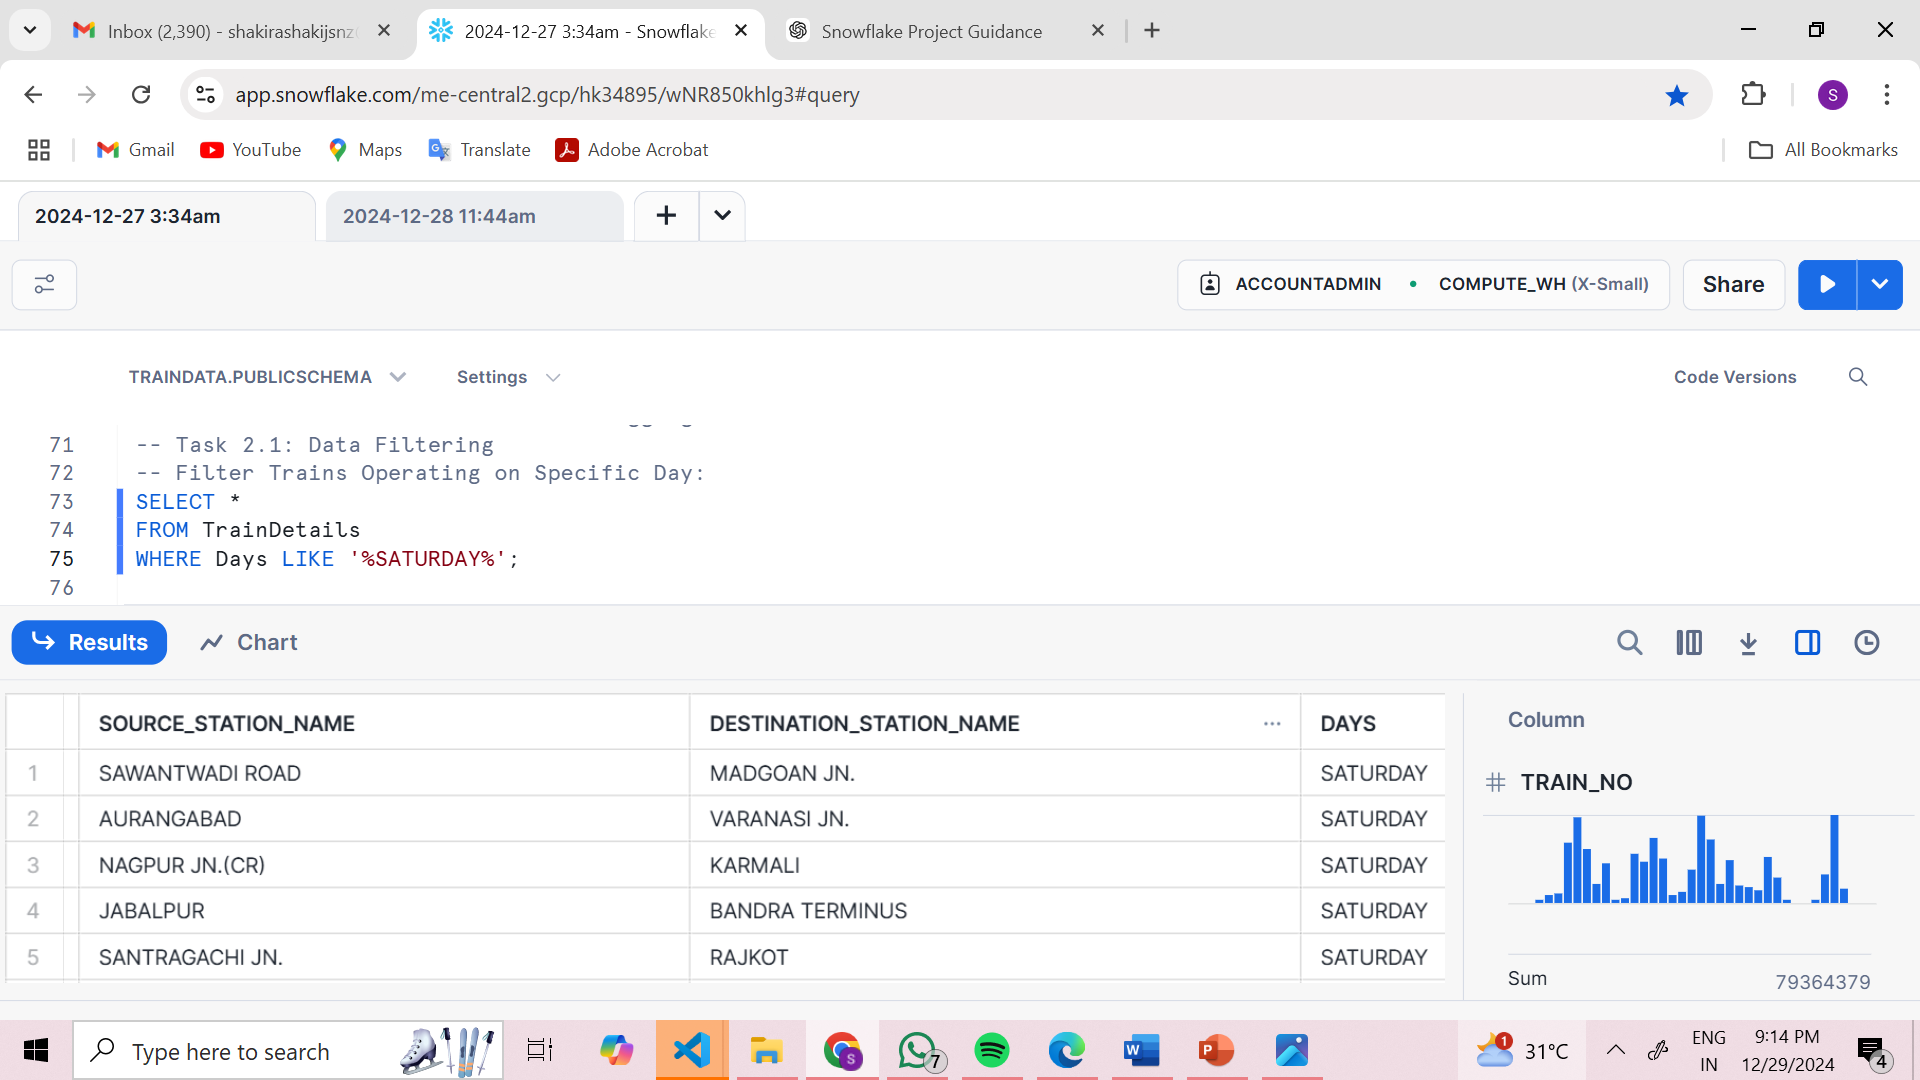 Inbox (2,390) - shakirashakijsnz
2024-12-27 3:34am - Snowflake
Snowflake Project Guidance
app.snowflake.com/me-central2.gcp/hk34895/wNR850khlg3#query
S
Gmail
YouTube
Maps
Translate
Adobe Acrobat
All Bookmarks
2024-12-27 3:34am
2024-12-28 11:44am
ACCOUNTADMIN
COMPUTE_WH (X-Small)
Share
TRAINDATA.PUBLICSCHEMA
Settings
Code Versions
71 -- Task 2.1: Data Filtering
72 -- Filter Trains Operating on Specific Day:
73 SELECT *
74 FROM TrainDetails
75 WHERE Days LIKE '%SATURDAY%';
76
Results
Chart
SOURCE_STATION_NAME DESTINATION_STATION_NAME ... DAYS
1 SAWANTWADI ROAD MADGOAN JN. SATURDAY
2 AURANGABAD VARANASI JN. SATURDAY
3 NAGPUR JN.(CR) KARMALI SATURDAY
4 JABALPUR BANDRA TERMINUS SATURDAY
5 SANTRAGACHI JN. RAJKOT SATURDAY
Column
# TRAIN_NO
Sum 79364379
Type here to search
S
7
W
P
1
31°C
ENG
IN
9:14 PM
12/29/2024
4